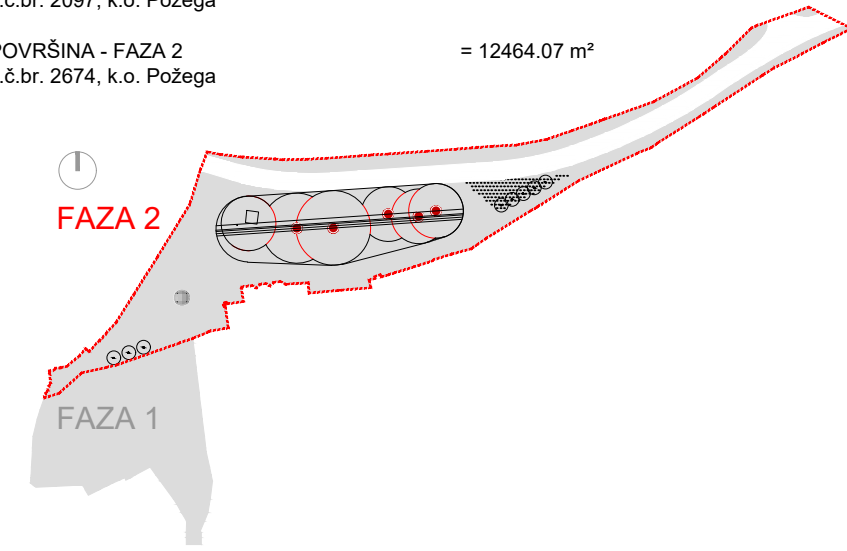 .č.br. 2097, k.o. Požega
POVRŠINA - FAZA 2 = 12464.07 m²
.č.br. 2674, k.o. Požega
FAZA 2
FAZA 1